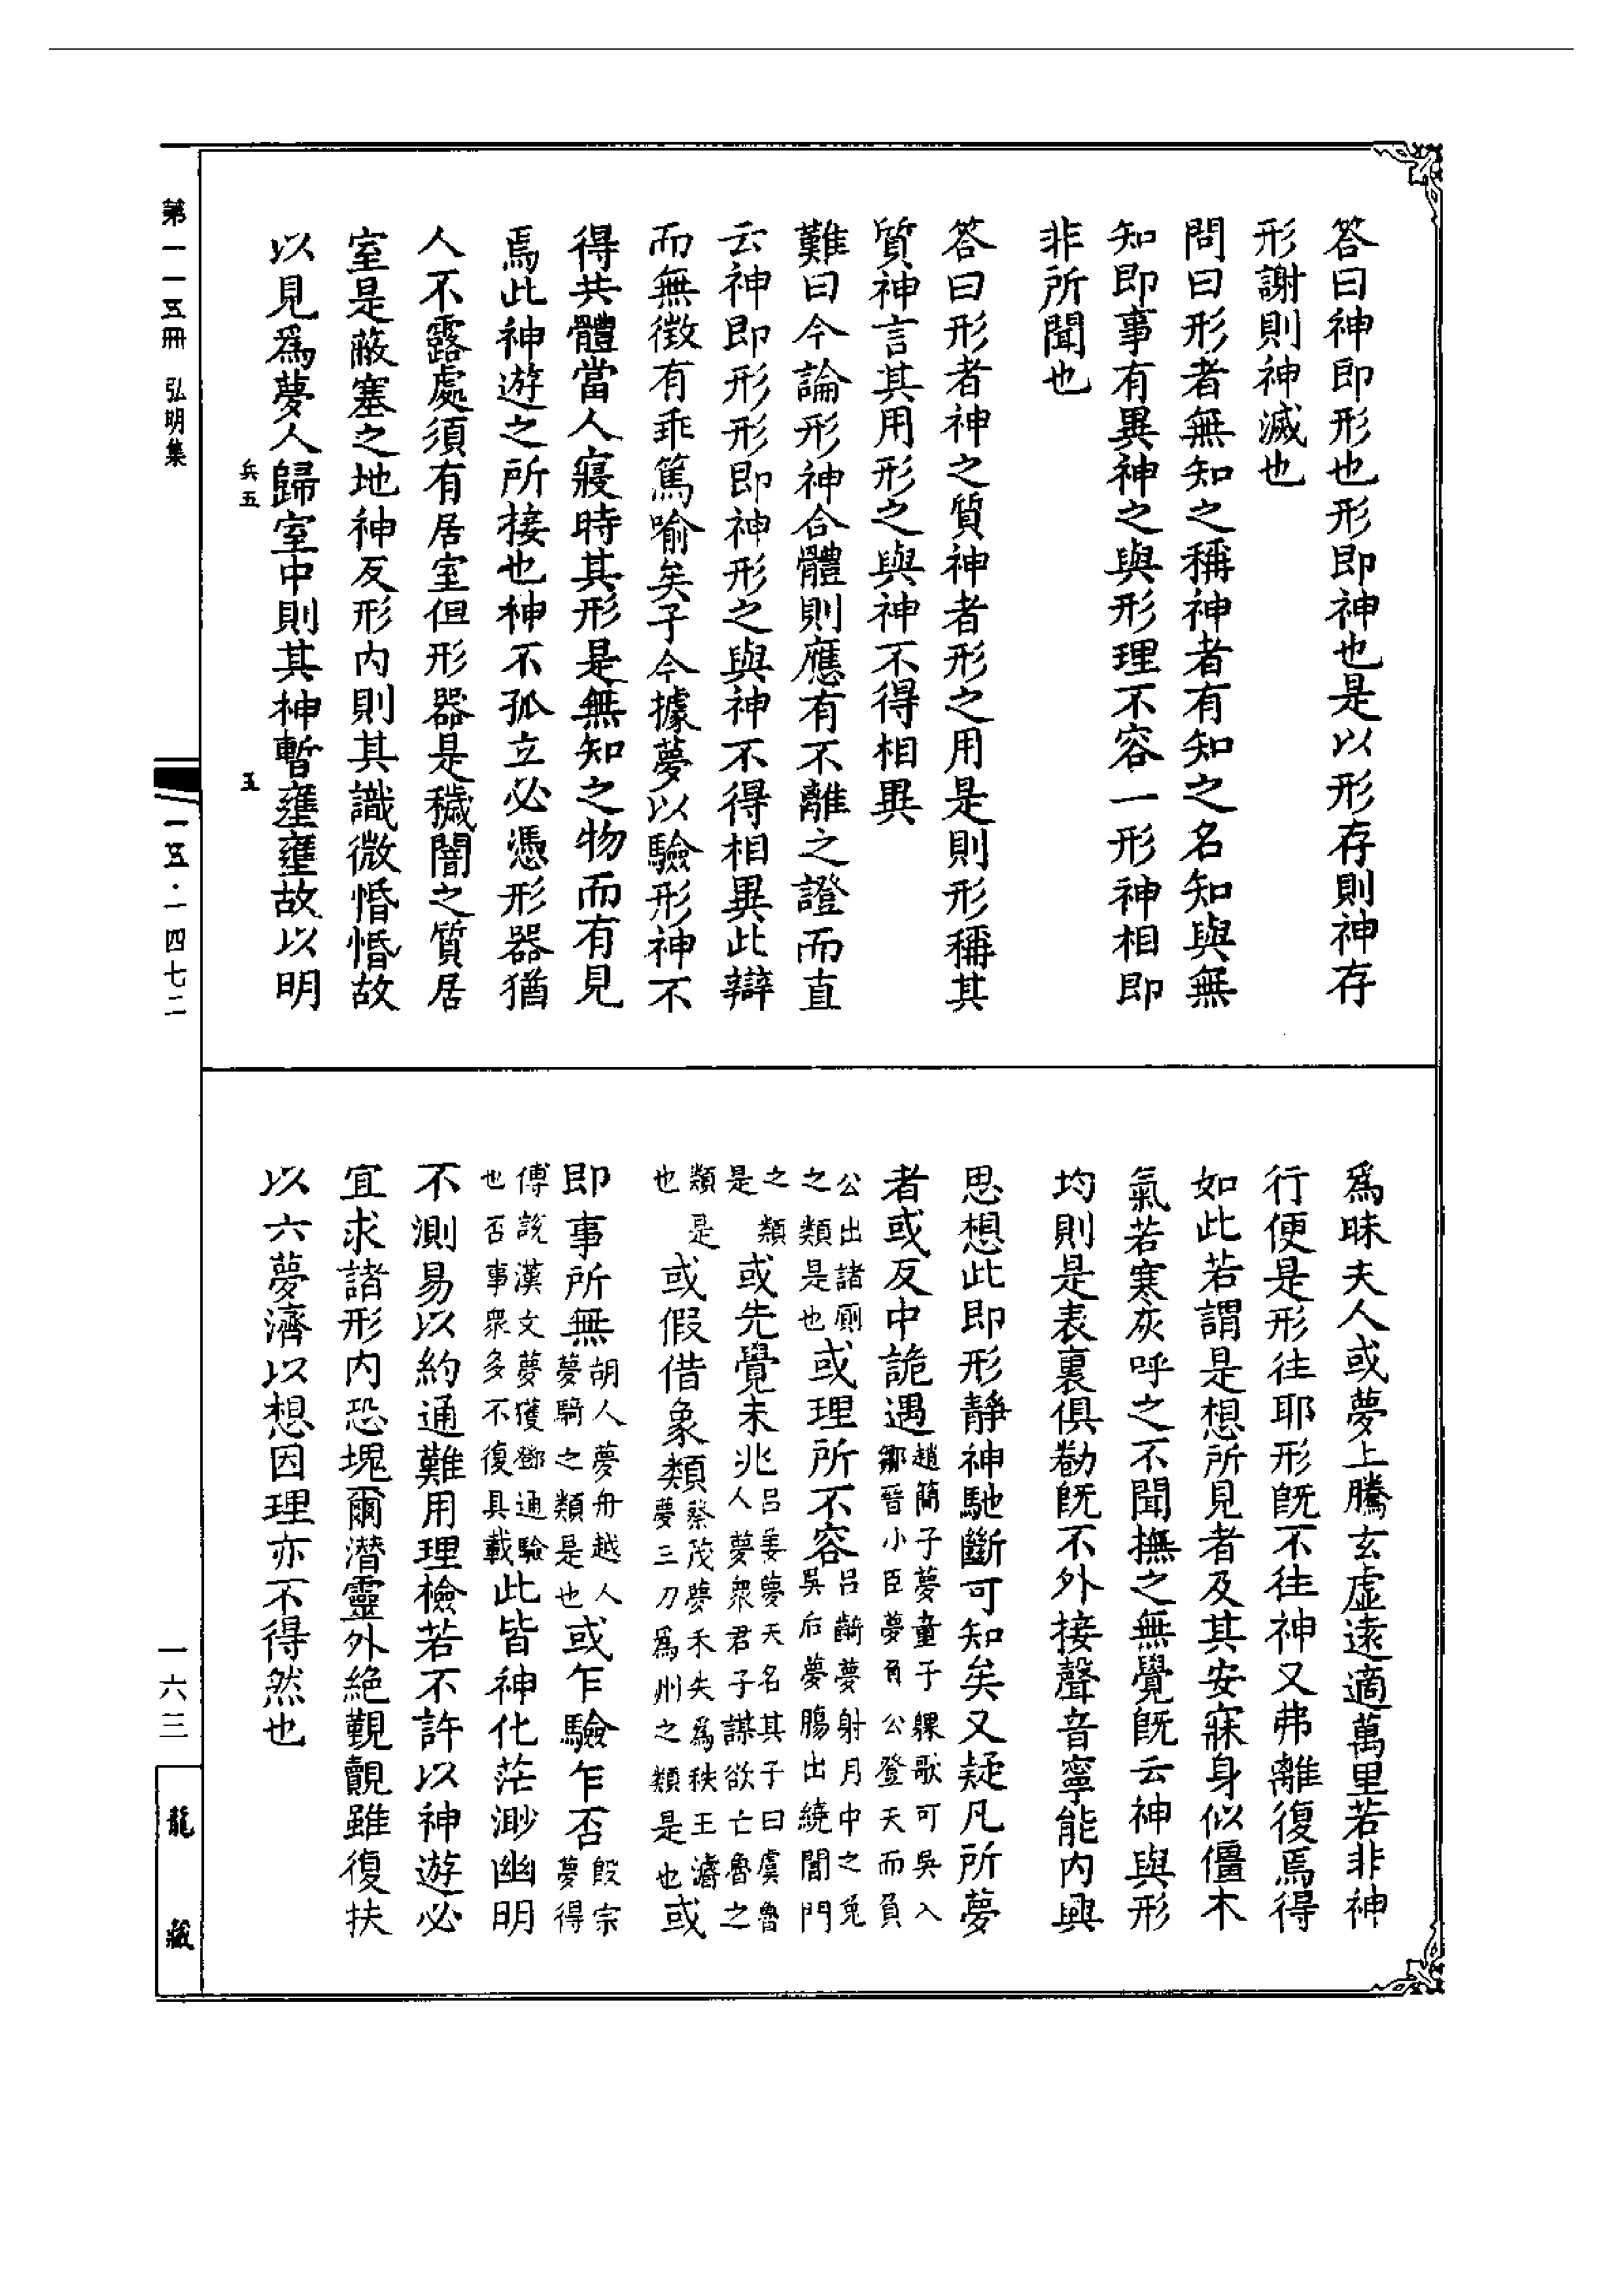 答曰神即形也形即神也是以形存則神存
形謝則神滅也
問曰形者無知之稱神者有知之名知與無
知即事有異神之與形理不容一形神相即
非所聞也
答曰形者神之質神者形之用是則形稱其
質神言其用形之與神不得相異
難曰今論形神合體則應有不離之證而直
云神即形形即神形之與神不得相異此辯
而無徵有乖篤喻矣子今據夢以驗形神不
得共體當人寢時其形是無知之物而有見
焉此神遊之所接也神不孤立必憑形器猶
人不露處須有居室但形器是穢闇之質居
室是蔽塞之地神反形內則其識微惛惛故
以見爲夢人歸室中則其神暫壅壅故以明
兵五
五
爲昧夫人或夢上騰玄虛遠適萬里若非神
行便是形往耶形旣不往神又弗離復焉得
如此若謂是想所見者及其安寐身似僵木
氣若寒灰呼之不聞撫之無覺旣云神與形
均則是表裏俱勌旣不外接聲音寧能內興
思想此即形靜神馳斷可知矣又疑凡所夢
者或反中詭遇趙簡子夢童子躶歌可吳入鄒晉小臣夢負公登天而負
公出諸廁之類是也或理所不容呂齮夢射月中之兔吳后夢腸出繞閶門
之類是或先覺未兆呂姜夢天名其子曰虞魯人夢衆君子謀欲亡魯之
類是也或假借象類蔡茂夢禾失爲秩王濬夢三刀爲州之類是也或
即事所無胡人夢舟越人夢騎之類是也或乍驗乍否殷宗夢得
傅說漢文夢獲鄧通驗也否事衆多不復具載此皆神化茫渺幽明
不測易以約通難用理檢若不許以神遊必
宜求諸形內恐塊爾潛靈外絕覲覿雖復扶
以六夢濟以想因理亦不得然也
第一一五冊 弘明集
一五·一四七二
一六三
龍藏